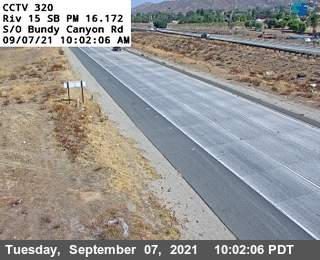 CCTV 320
Riv 15 SB PM 16.172
S/O Bundy Canyon Rd
09/07/21 10:02:06 AM
Tuesday, September 07, 2021 10:02:06 PDT